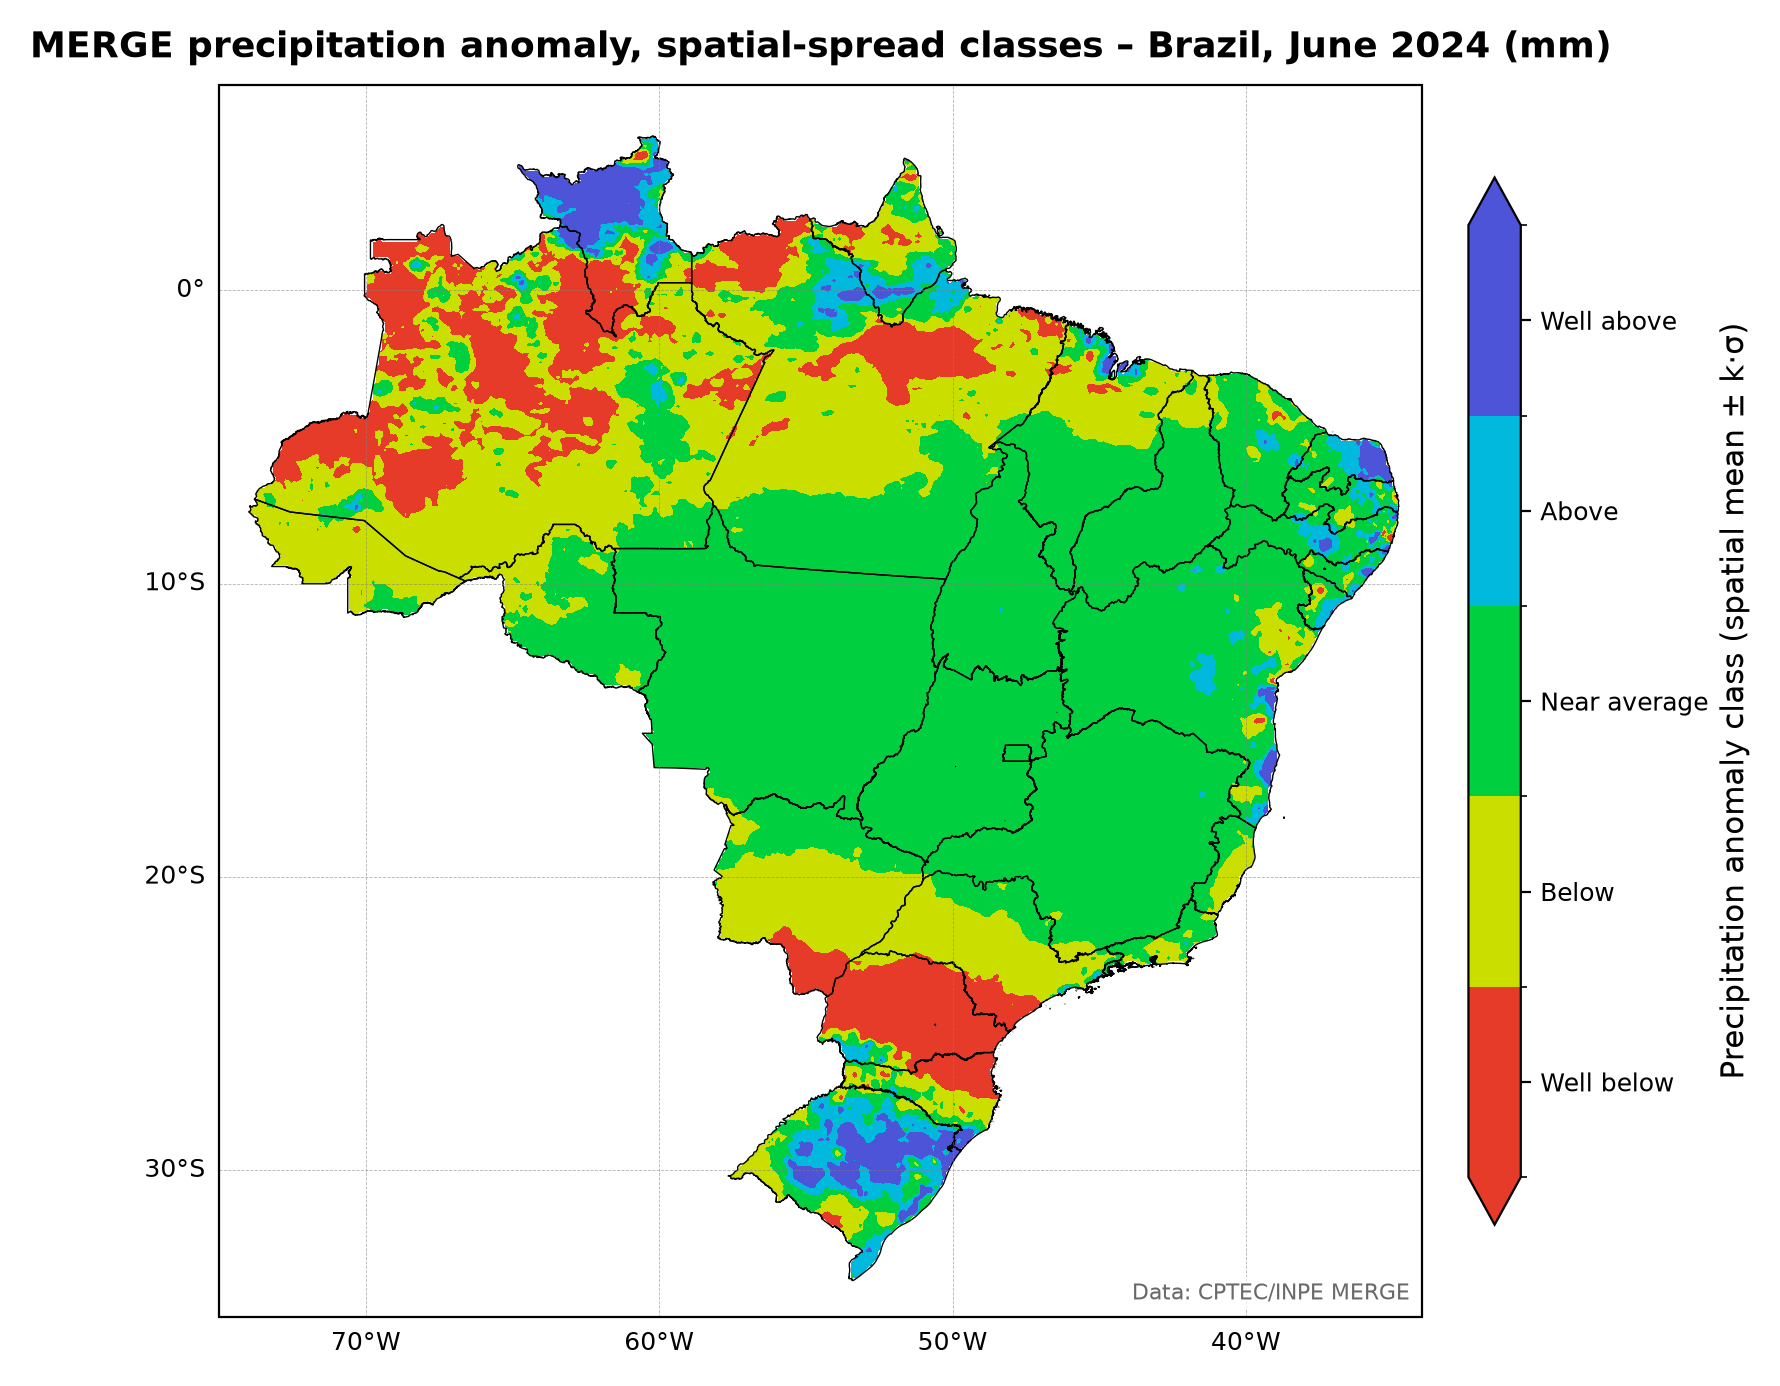 MERGE precipitation anomaly, spatial-spread classes – Brazil, June 2024 (mm)
0°
10°S
20°S
30°S
70°W
60°W
50°W
40°W
Data: CPTEC/INPE MERGE
Well above
Above
Near average
Below
Well below
Precipitation anomaly class (spatial mean ± k·σ)